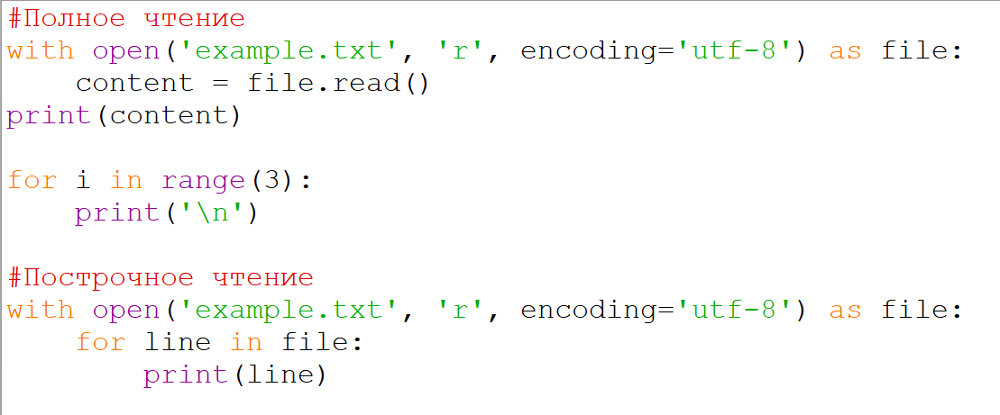 #Полное чтение
with open('example.txt', 'r', encoding='utf-8') as file:
    content = file.read()
print(content)

for i in range(3):
    print('\n')

#Построчное чтение
with open('example.txt', 'r', encoding='utf-8') as file:
    for line in file:
        print(line)